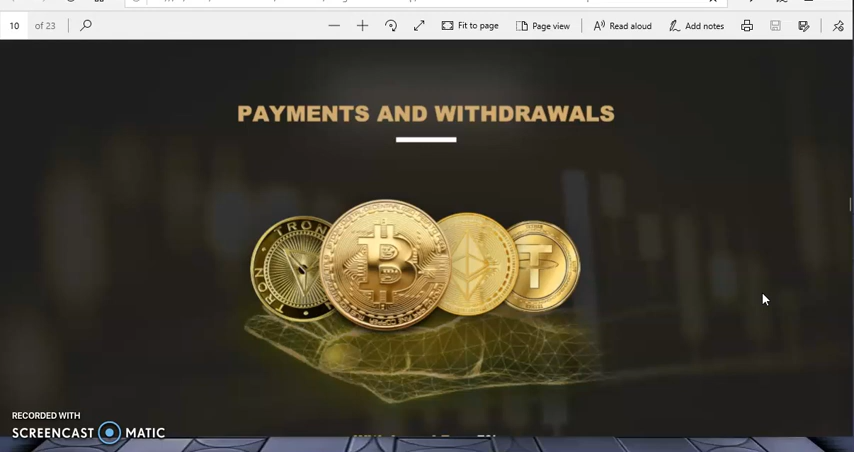 10 of 23
Fit to page
Page view
Read aloud
Add notes
PAYMENTS AND WITHDRAWALS
TRON
TRON
RECORDED WITH
SCREENCAST MATIC